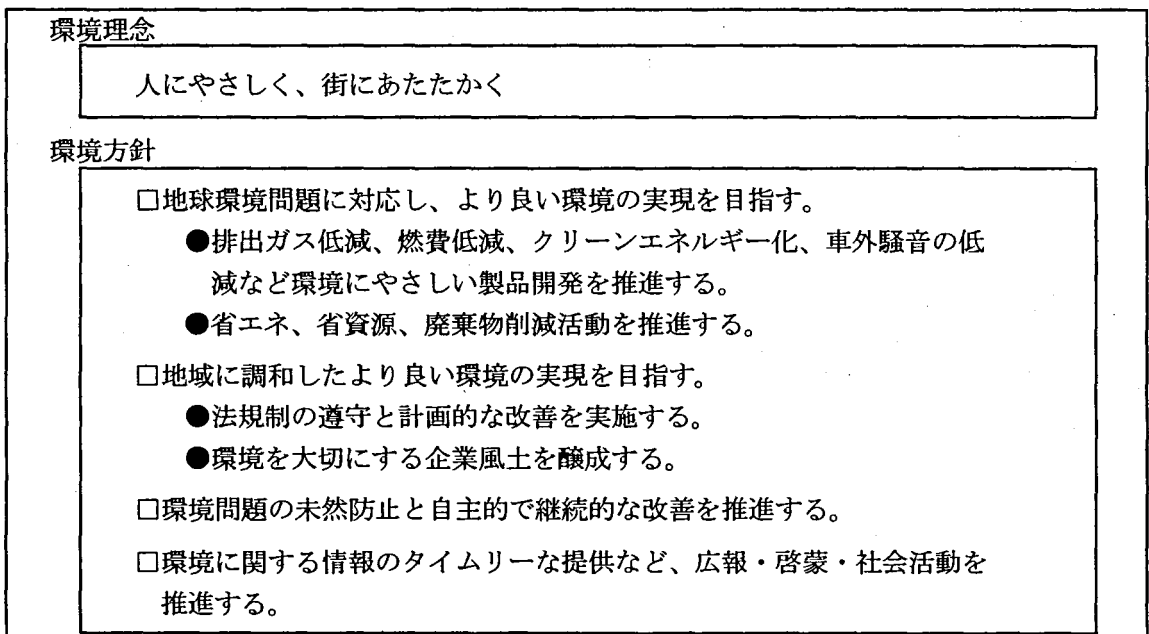 環境理念
人にやさしく、街にあたたかく
環境方針
□地球環境問題に対応し、より良い環境の実現を目指す。
●排出ガス低減、燃費低減、クリーンエネルギー化、車外騒音の低
減など環境にやさしい製品開発を推進する。
●省エネ、省資源、廃棄物削減活動を推進する。
□地域に調和したより良い環境の実現を目指す。
●法規制の遵守と計画的な改善を実施する。
●環境を大切にする企業風土を醸成する。
□環境問題の未然防止と自主的で継続的な改善を推進する。
□環境に関する情報のタイムリーな提供など、広報・啓蒙・社会活動を
推進する。